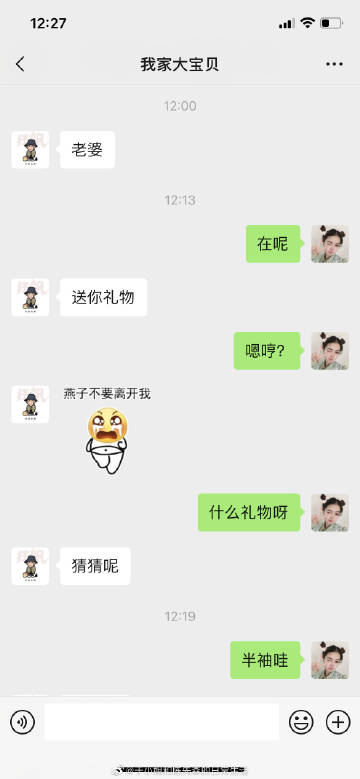 12:27
我家大宝贝
12:00
老婆
12:13
在呢
送你礼物
嗯哼?
燕子不要离开我
什么礼物呀
猜猜呢
12:19
半袖哇